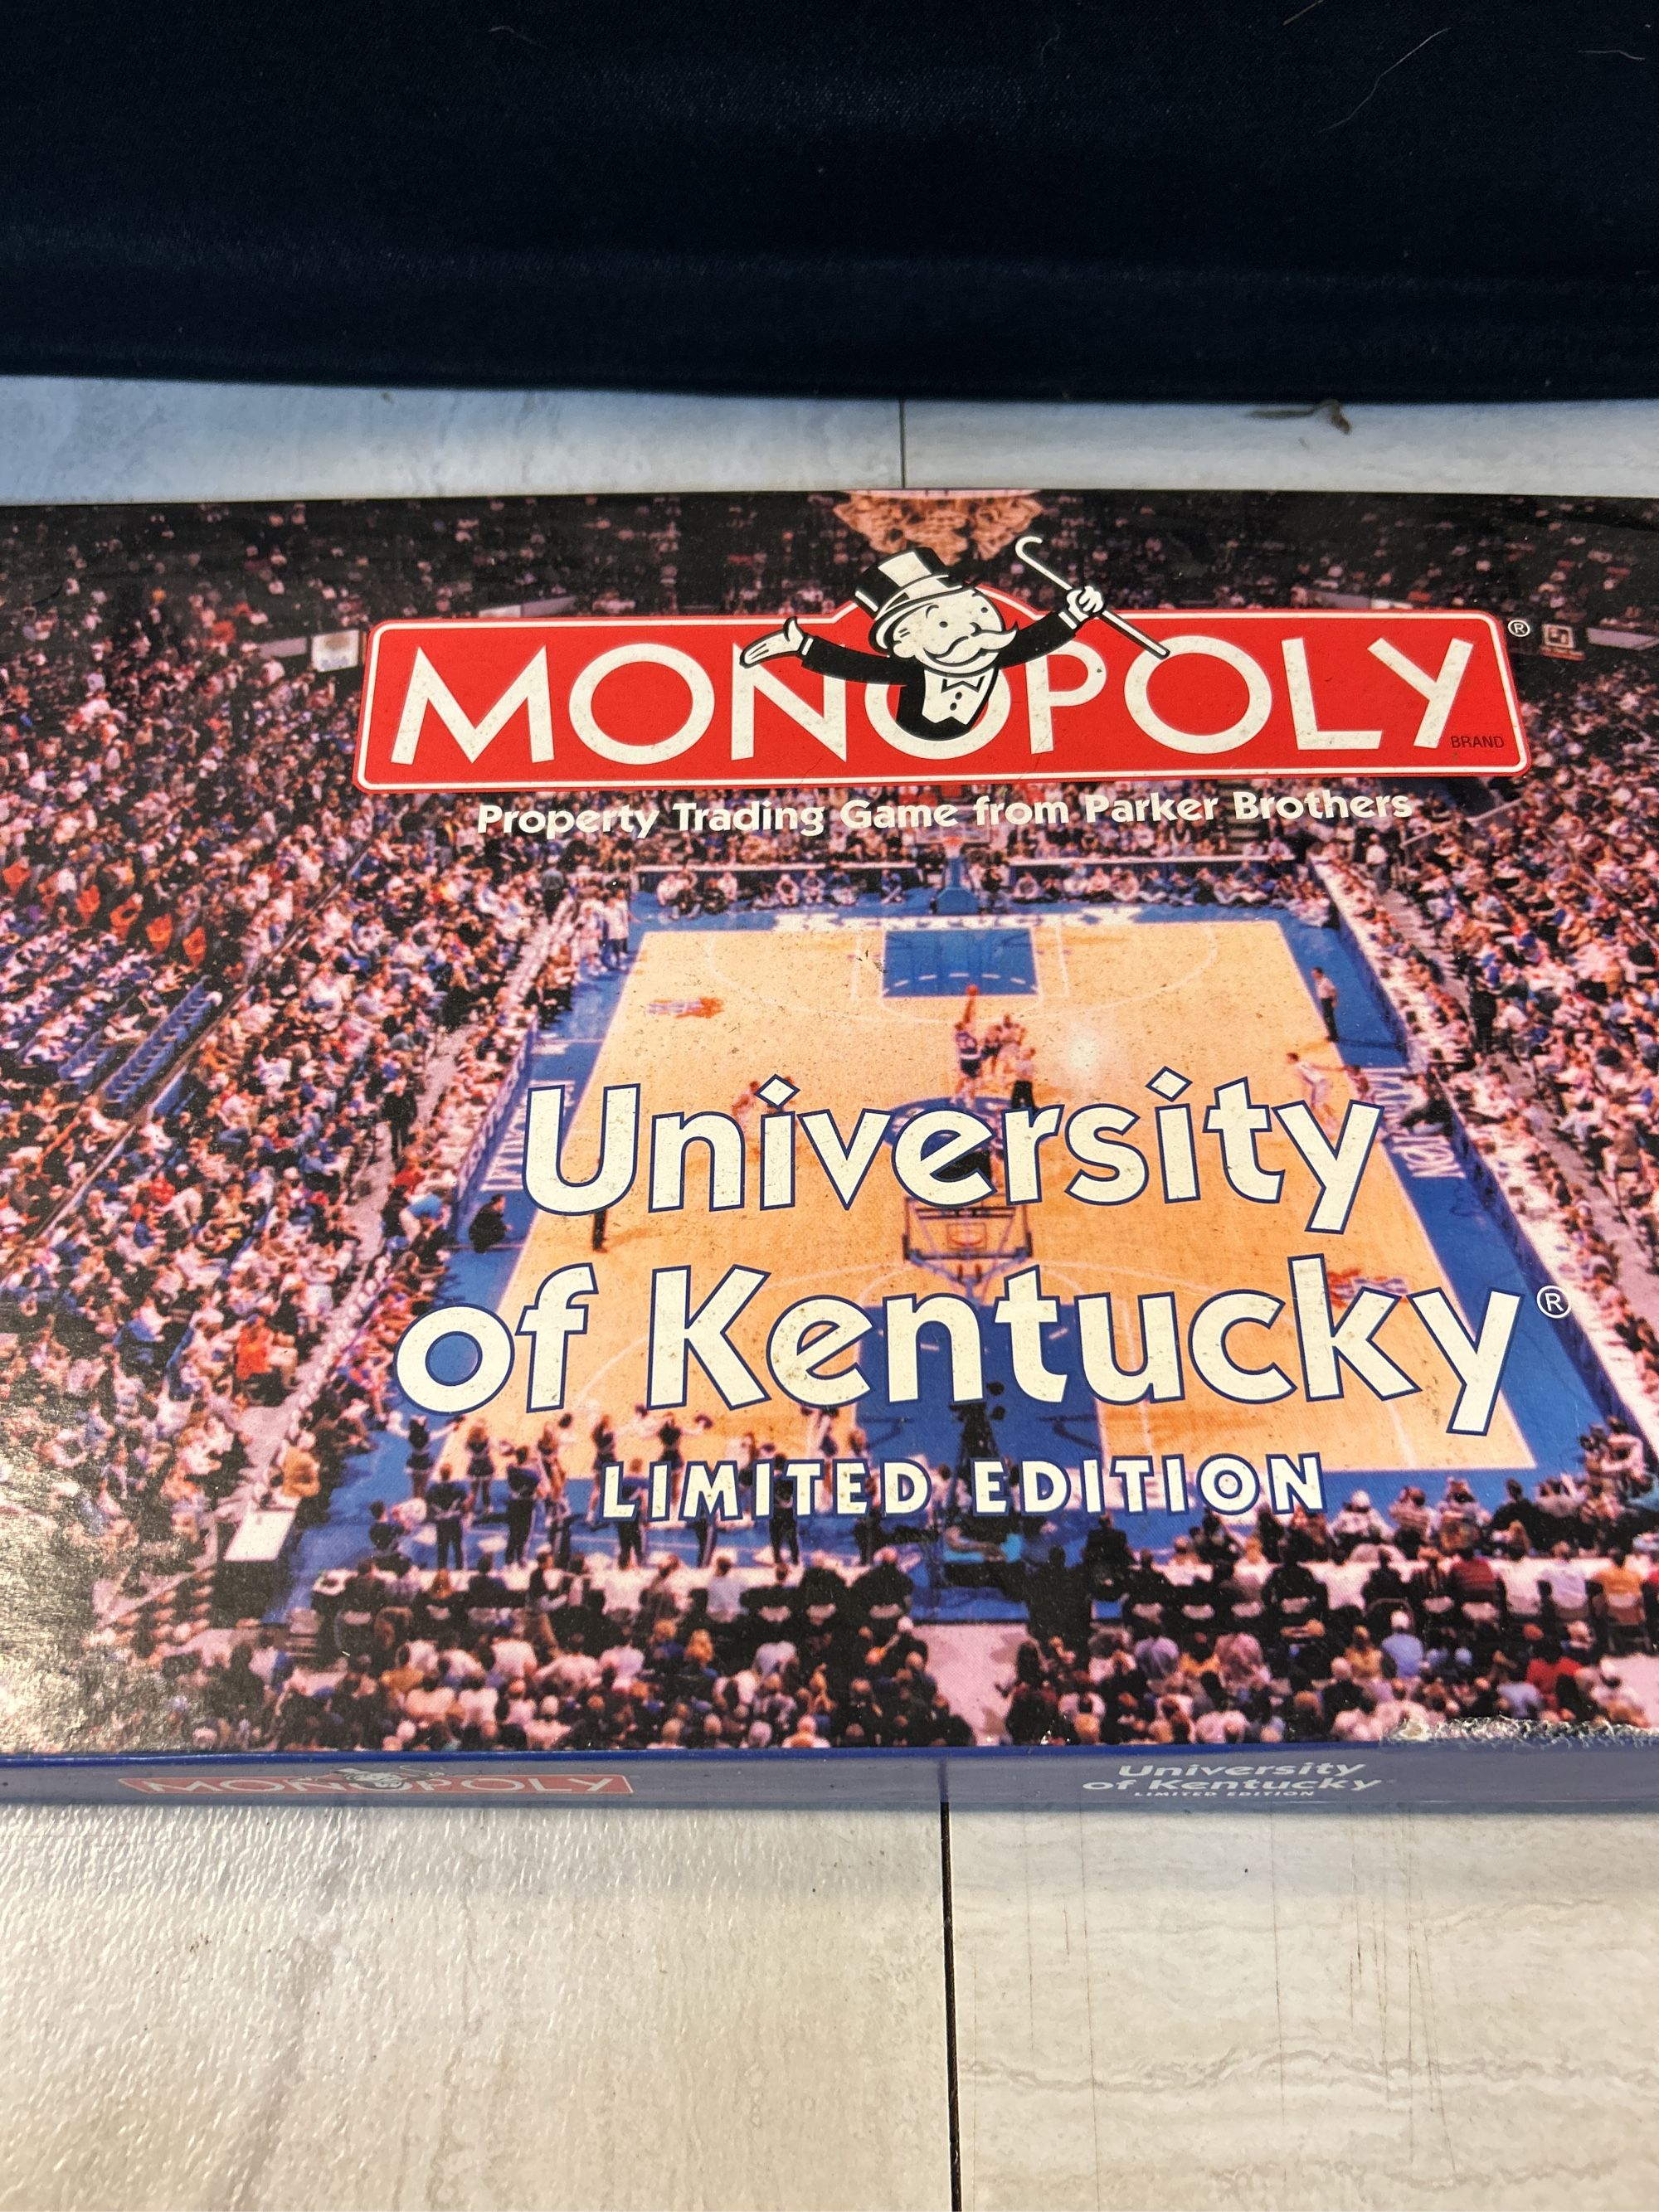 MONOPOLY®
BRAND
Property Trading Game from Parker Brothers
KENTUCKY
University
of Kentucky®
LIMITED EDITION
MONOPOLY
University
of Kentucky
LIMITED EDITION